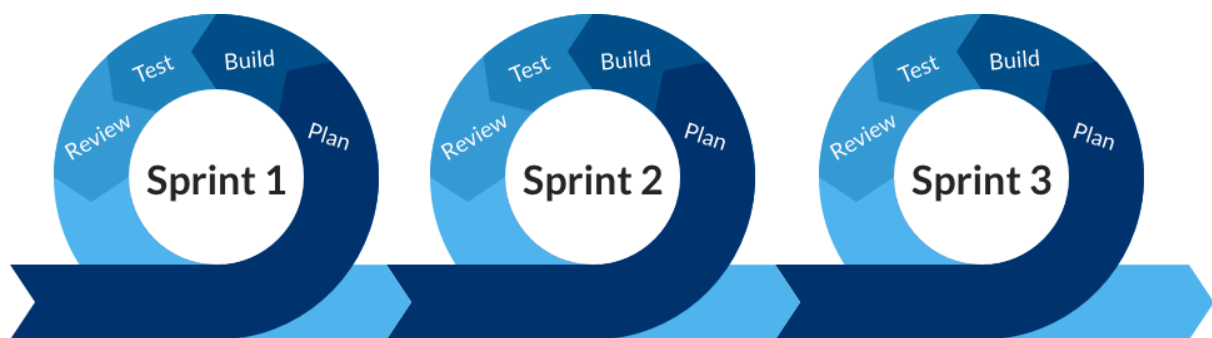 Test
Build
Review
Plan
Sprint 1
Test
Build
Review
Plan
Sprint 2
Test
Build
Review
Plan
Sprint 3